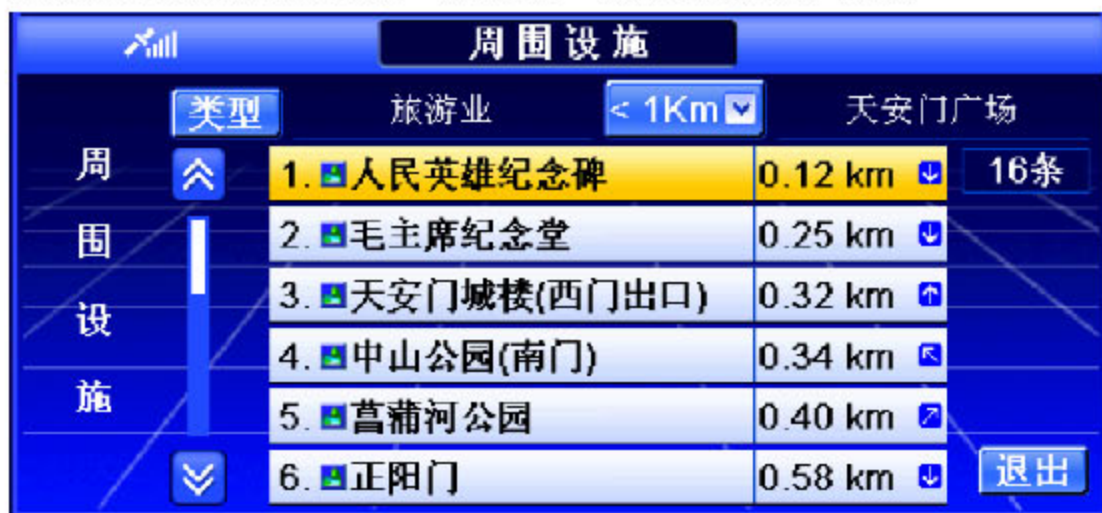 周围设施
类型 旅游业 < 1Km 天安门广场
周围设施
1. 人民英雄纪念碑 0.12 km 16条
2. 毛主席纪念堂 0.25 km
3. 天安门城楼(西门出口) 0.32 km
4. 中山公园(南门) 0.34 km
5. 菖蒲河公园 0.40 km
6. 正阳门 0.58 km
退出